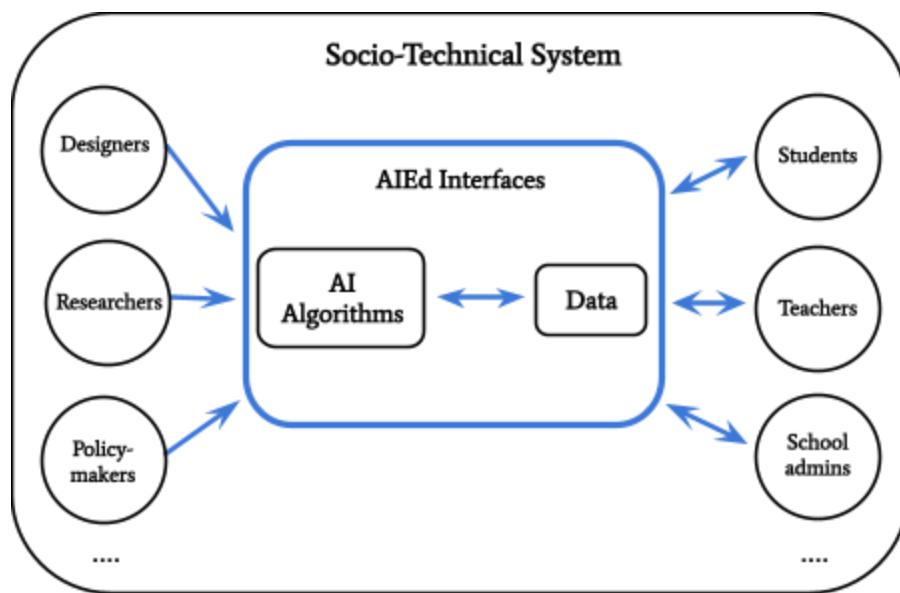 Socio-Technical System
Designers
Researchers
Policy-
makers
....
AIEd Interfaces
AI
Algorithms
Data
Students
Teachers
School
admins
....